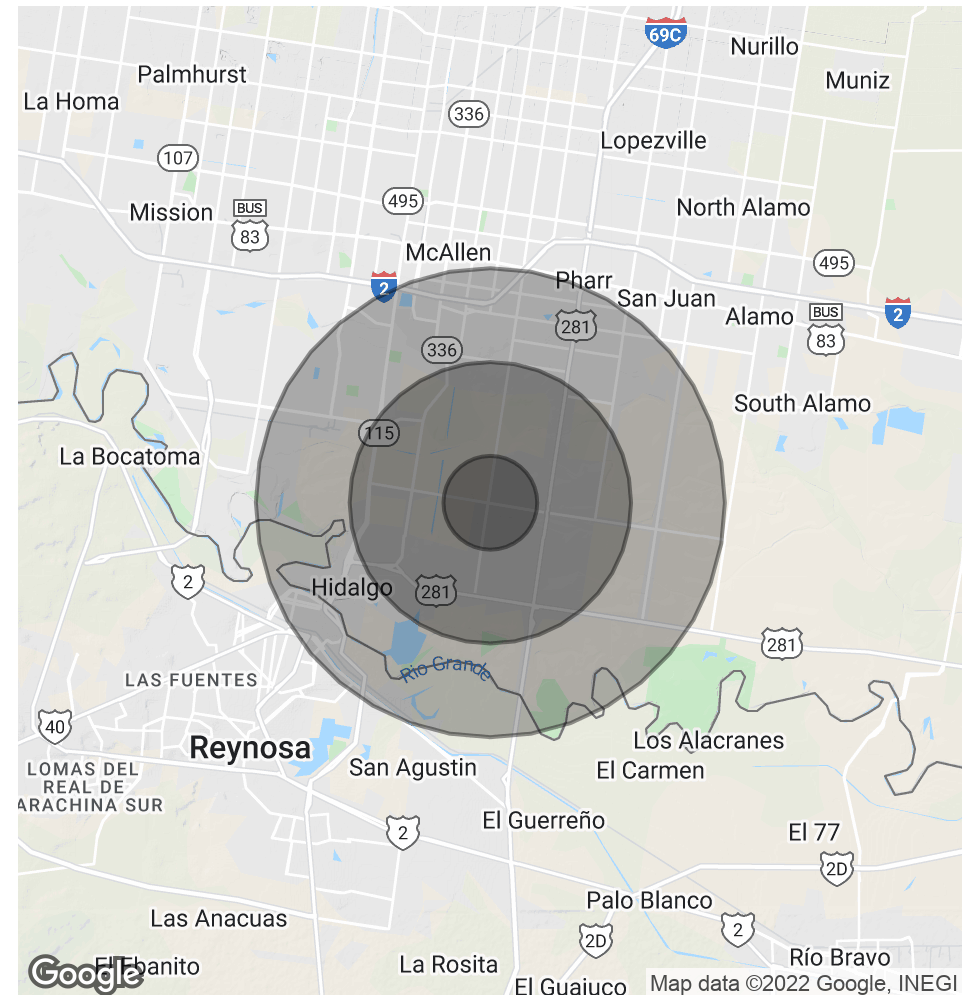 69C
Nurillo
Palmhurst
Muniz
La Homa
336
Lopezville
107
495
Mission
BUS
83
North Alamo
McAllen
495
2
Pharr
San Juan
2
281
Alamo
BUS
83
336
South Alamo
115
La Bocatoma
2
Hidalgo
281
281
Rio Grande
LAS FUENTES
40
Reynosa
Los Alacranes
San Agustin
El Carmen
LOMAS DEL
REAL DE
ARACHINA SUR
El Guerreño
2
El 77
2D
Palo Blanco
Las Anacuas
2
2D
Río Bravo
La Rosita
El Ebanito
Google
El Guajuco
Map data ©2022 Google, INEGI